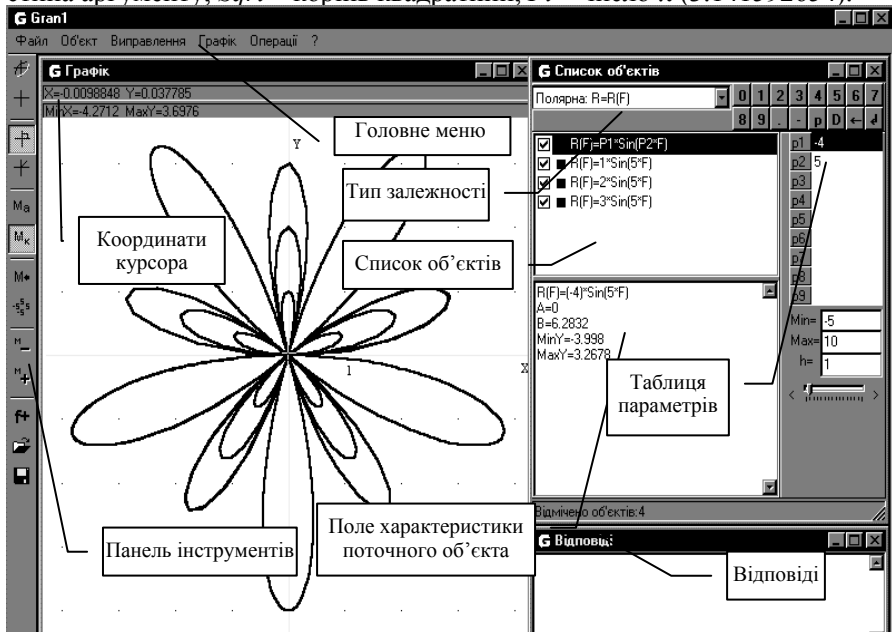 Gran1
Файл Об'єкт Виправлення Графік Операції ?
Графік
X=-0.0098848 Y=0.037785
MinX=-4.2712 MaxY=3.6976
Y
X
1
Головне меню
Тип залежності
Координати
курсора
Список об’єктів
Таблиця
параметрів
Поле характеристики
поточного об’єкта
Панель інструментів
Відповіді
Список об'єктів
Полярна: R=R(F)
0 1 2 3 4 5 6 7
8 9 . - p D ← ↲
R(F)=P1*Sin(P2*F)
R(F)=1*Sin(5*F)
R(F)=2*Sin(5*F)
R(F)=3*Sin(5*F)
p1 -4
p2 5
p3
p4
p5
p6
p7
p8
p9
R(F)=(-4)*Sin(5*F)
A=0
B=6.2832
MinY=-3.998
MaxY=3.2678
Min= -5
Max= 10
h= 1
Відмічено об'єктів:4
Відповіді
Ма
Мк